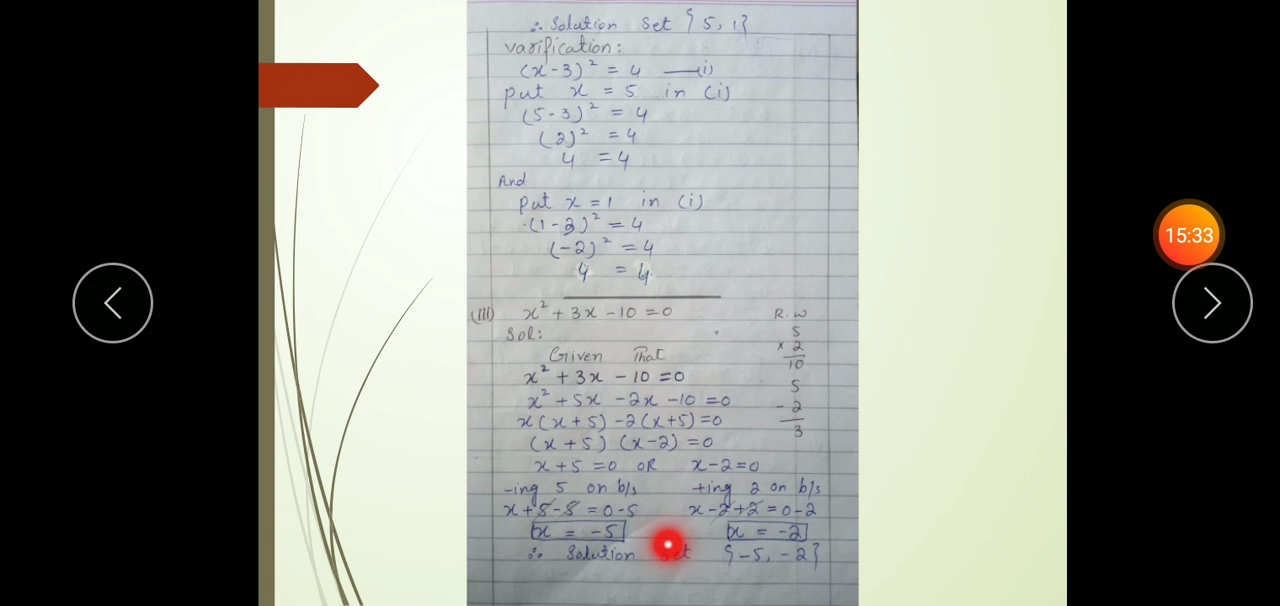 ∴ Solution Set { 5, 1}
varification:
(x-3)² = 4 —(i)
put x = 5 in (i)
(5-3)² = 4
(2)² = 4
4 = 4
And
put x = 1 in (i)
(1-3)² = 4
(-2)² = 4
4 = 4
(III) x² + 3x - 10 = 0
R.W
Sol:
5
Given That
× 2
10
x² + 3x - 10 = 0
5
x² + 5x - 2x - 10 = 0
- 2
x(x+5) -2(x+5) = 0
3
(x+5) (x-2) = 0
x+5 = 0 OR x-2 = 0
-ing 5 on b/s +ing 2 on b/s
x+5-5 = 0-5 x-2+2 = 0-2
x = -5 x = -2
∴ Solution Set {-5, -2}
15:33